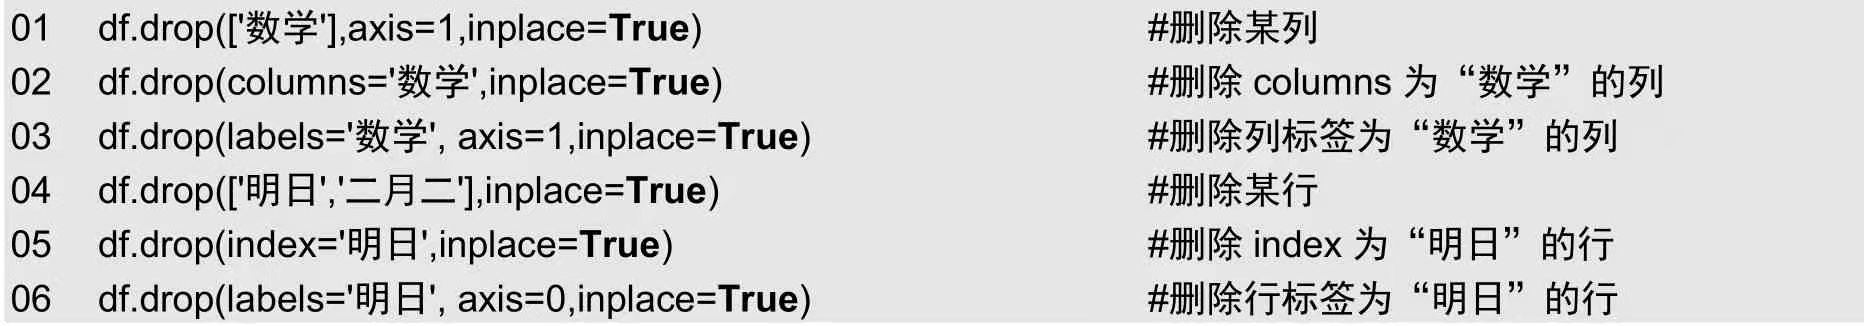 01 df.drop(['数学'],axis=1,inplace=True) #删除某列
02 df.drop(columns='数学',inplace=True) #删除 columns 为“数学”的列
03 df.drop(labels='数学', axis=1,inplace=True) #删除列标签为“数学”的列
04 df.drop(['明日','二月二'],inplace=True) #删除某行
05 df.drop(index='明日',inplace=True) #删除 index 为“明日”的行
06 df.drop(labels='明日', axis=0,inplace=True) #删除行标签为“明日”的行